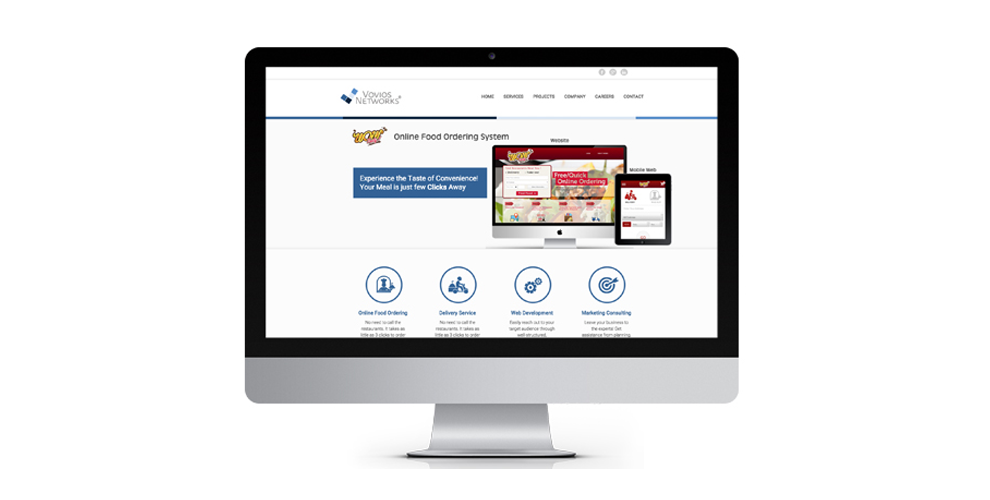 VOVIOS
NETWORKS
HOME SERVICES PROJECTS COMPANY CAREERS CONTACT
WOW Online Food Ordering System
Website
Mobile Web
Experience the Taste of Convenience!
Your Meal is just few Clicks Away
Free/Quick
Online Ordering
Online Food Ordering Delivery Service Web Development Marketing Consulting
No need to call the No need to call the Easily reach out to your Leave your business to
restaurants. It takes as restaurants. It takes as target audience through the experts! Get
little as 3 clicks to order little as 3 clicks to order well-structured, assistance from planning